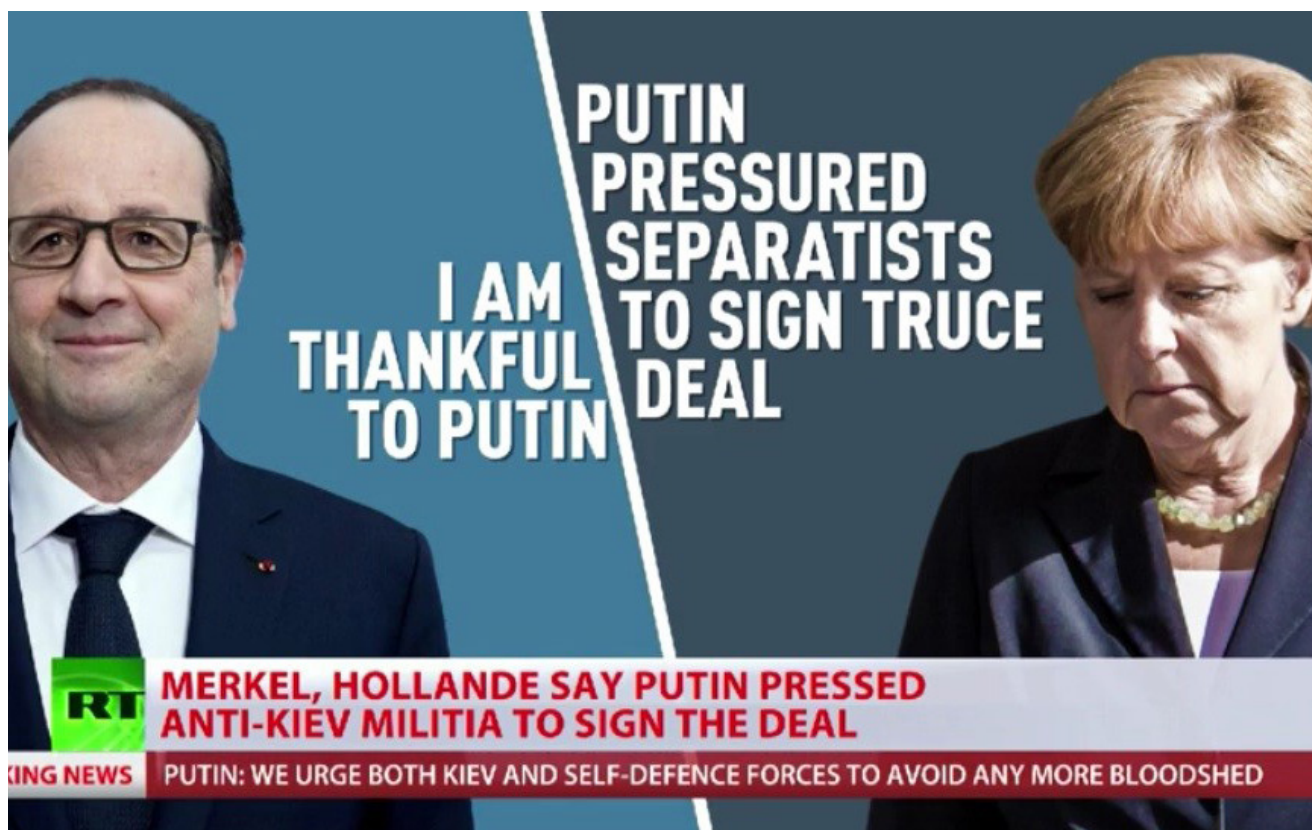 I AM
THANKFUL
TO PUTIN
PUTIN
PRESSURED
SEPARATISTS
TO SIGN TRUCE
DEAL
RT
MERKEL, HOLLANDE SAY PUTIN PRESSED
ANTI-KIEV MILITIA TO SIGN THE DEAL
KING NEWS
PUTIN: WE URGE BOTH KIEV AND SELF-DEFENCE FORCES TO AVOID ANY MORE BLOODSHED